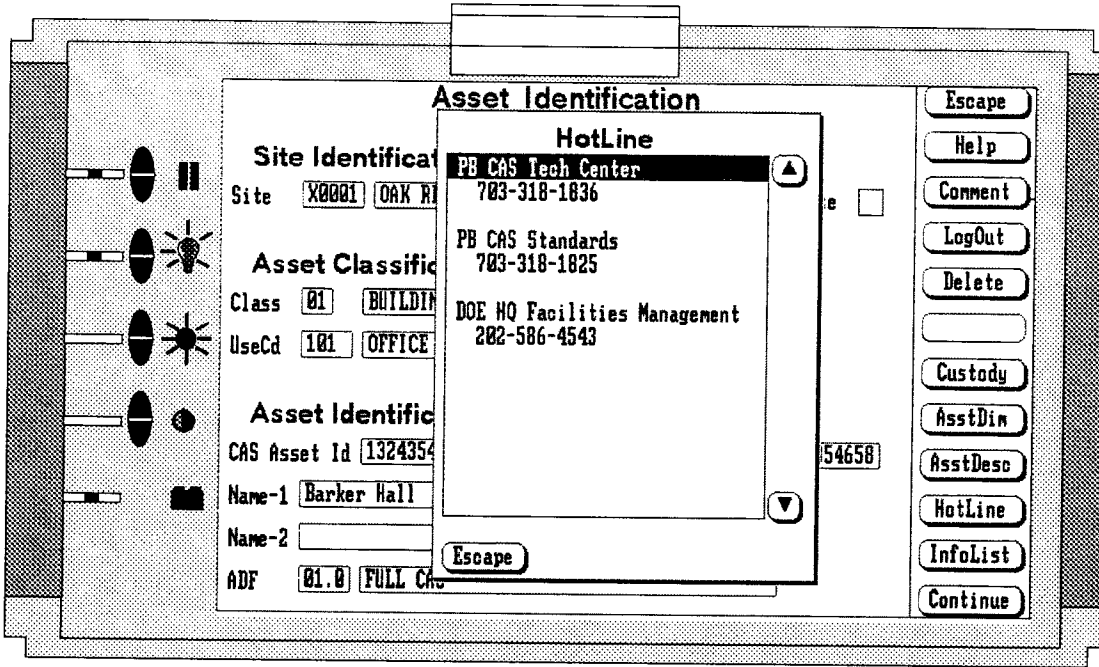 Asset Identification
HotLine
PB CAS Tech Center
703-318-1836
PB CAS Standards
703-318-1825
DOE HQ Facilities Management
202-586-4543
Escape
Site Identificat
Site X0001 OAK RI e
Asset Classific
Class 01 BUILDIN
UseCd 101 OFFICE
Asset Identific
CAS Asset Id 1324354 54658
Name-1 Barker Hall
Name-2
ADF 01.0 FULL CAS
Escape
Help
Comment
LogOut
Delete
Custody
AsstDim
AsstDesc
HotLine
InfoList
Continue